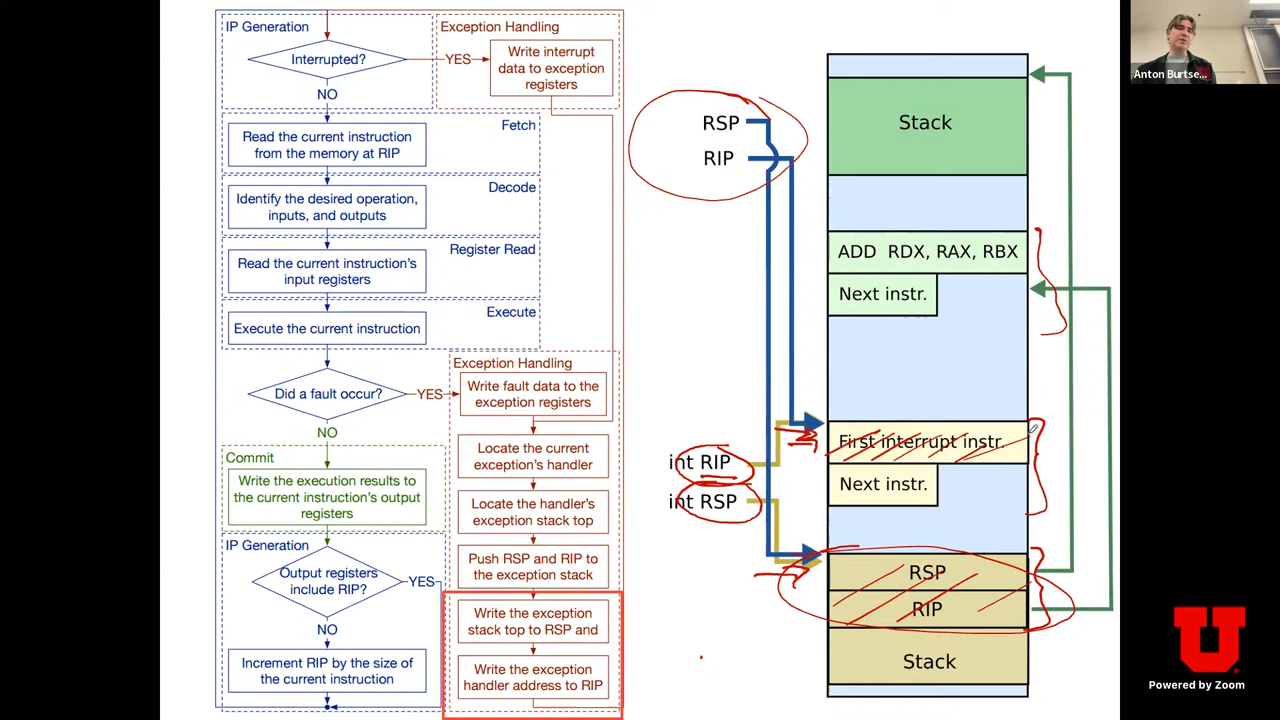 IP Generation
Interrupted?
NO
YES
Exception Handling
Write interrupt
data to exception
registers
Fetch
Read the current instruction
from the memory at RIP
Decode
Identify the desired operation,
inputs, and outputs
Register Read
Read the current instruction's
input registers
Execute
Execute the current instruction
Did a fault occur?
YES
NO
Exception Handling
Write fault data to the
exception registers
Locate the current
exception's handler
Locate the handler's
exception stack top
Push RSP and RIP to
the exception stack
Write the exception
stack top to RSP and
Write the exception
handler address to RIP
Commit
Write the execution results to
the current instruction's output
registers
IP Generation
Output registers
include RIP?
YES
NO
Increment RIP by the size of
the current instruction
RSP
RIP
int RIP
int RSP
Stack
ADD RDX, RAX, RBX
Next instr.
First interrupt instr.
Next instr.
RSP
RIP
Stack
Anton Burtse...
U
Powered by Zoom